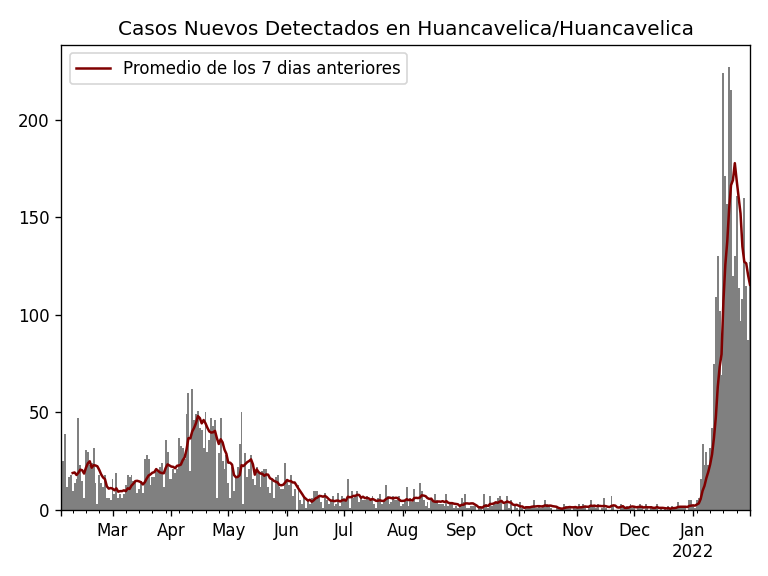 Casos Nuevos Detectados en Huancavelica/Huancavelica
Promedio de los 7 dias anteriores
200
150
100
50
0
Mar Apr May Jun Jul Aug Sep Oct Nov Dec Jan
2022